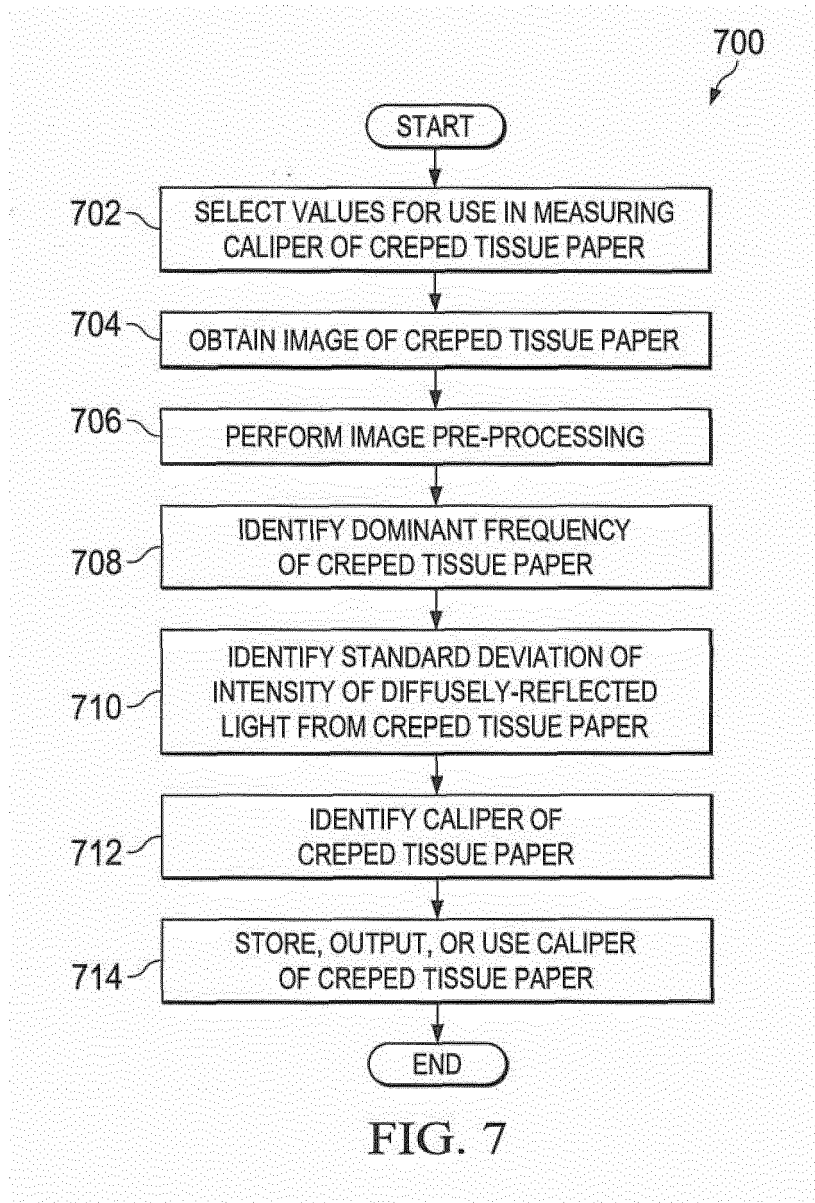 700
START
702
SELECT VALUES FOR USE IN MEASURING
CALIPER OF CREPED TISSUE PAPER
704
OBTAIN IMAGE OF CREPED TISSUE PAPER
706
PERFORM IMAGE PRE-PROCESSING
708
IDENTIFY DOMINANT FREQUENCY
OF CREPED TISSUE PAPER
710
IDENTIFY STANDARD DEVIATION OF
INTENSITY OF DIFFUSELY-REFLECTED
LIGHT FROM CREPED TISSUE PAPER
712
IDENTIFY CALIPER OF
CREPED TISSUE PAPER
714
STORE, OUTPUT, OR USE CALIPER
OF CREPED TISSUE PAPER
END
FIG. 7